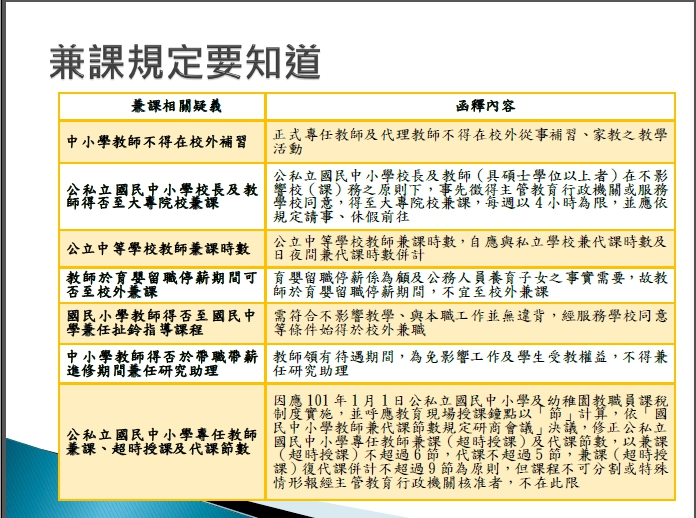 兼課規定要知道
兼課相關疑義
函釋內容
中小學教師不得在校外補習
正式專任教師及代理教師不得在校外從事補習、家教之教學
活動
公私立國民中小學校長及教
師得否至大專院校兼課
公私立國民中小學校長及教師（具碩士學位以上者）在不影
響校（課）務之原則下，事先徵得主管教育行政機關或服務
學校同意，得至大專院校兼課，每週以4小時為限，並應依
規定請事、休假前往
公立中等學校教師兼課時數
公立中等學校教師兼課時數，自應與私立學校兼代課時數及
日夜間兼代課時數併計
教師於育嬰留職停薪期間可
否至校外兼課
育嬰留職停薪係為顧及公務人員養育子女之事實需要，故教
師於育嬰留職停薪期間，不宜至校外兼課
國民小學教師得否至國民中
學兼任扯鈴指導課程
需符合不影響教學、與本職工作並無違背，經服務學校同意
等條件始得於校外兼職
中小學教師得否於帶職帶薪
進修期間兼任研究助理
教師領有待遇期間，為免影響工作及學生受教權益，不得兼
任研究助理
公私立國民中小學專任教師
兼課、超時授課及代課節數
因應101年1月1日公私立國民中小學及幼稚園教職員課稅
制度實施，並呼應教育現場授課鐘點以「節」計算，依「國
民中小學教師兼代課節數規定研商會議」決議，修正公私立
國民中小學專任教師兼課（超時授課）及代課節數，以兼課
（超時授課）不超過6節，代課不超過5節，兼課（超時授
課）復代課併計不超過9節為原則，但課程不可分割或特殊
情形報經主管教育行政機關核准者，不在此限